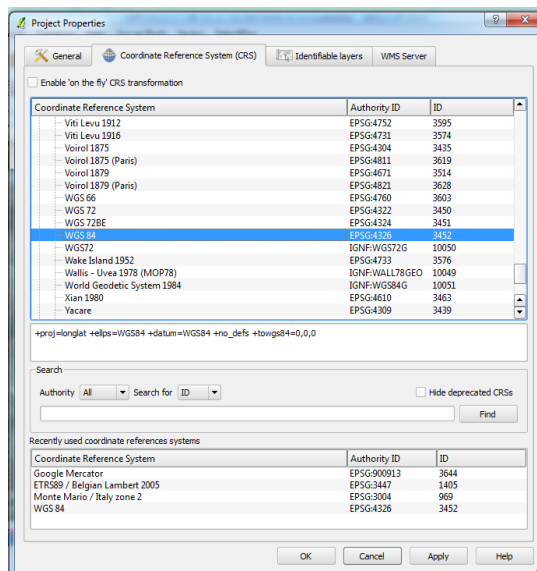 Project Properties
General Coordinate Reference System (CRS) Identifiable layers WMS Server
Enable 'on the fly' CRS transformation
Coordinate Reference System Authority ID ID
Viti Levu 1912 EPSG:4752 3595
Viti Levu 1916 EPSG:4731 3574
Voirol 1875 EPSG:4304 3435
Voirol 1875 (Paris) EPSG:4811 3619
Voirol 1879 EPSG:4671 3514
Voirol 1879 (Paris) EPSG:4821 3628
WGS 66 EPSG:4760 3603
WGS 72 EPSG:4322 3450
WGS 72BE EPSG:4324 3451
WGS 84 EPSG:4326 3452
WGS72 IGNF:WGS72G 10050
Wake Island 1952 EPSG:4733 3576
Wallis - Uvea 1978 (MOP78) IGNF:WALL78GEO 10049
World Geodetic System 1984 IGNF:WGS84G 10051
Xian 1980 EPSG:4610 3463
Yacare EPSG:4309 3439
+proj=longlat +ellps=WGS84 +datum=WGS84 +no_defs +towgs84=0,0,0
Search
Authority All Search for ID Hide deprecated CRSs
Find
Recently used coordinate references systems
Coordinate Reference System Authority ID ID
Google Mercator EPSG:900913 3644
ETRS89 / Belgian Lambert 2005 EPSG:3447 1405
Monte Mario / Italy zone 2 EPSG:3004 969
WGS 84 EPSG:4326 3452
OK Cancel Apply Help